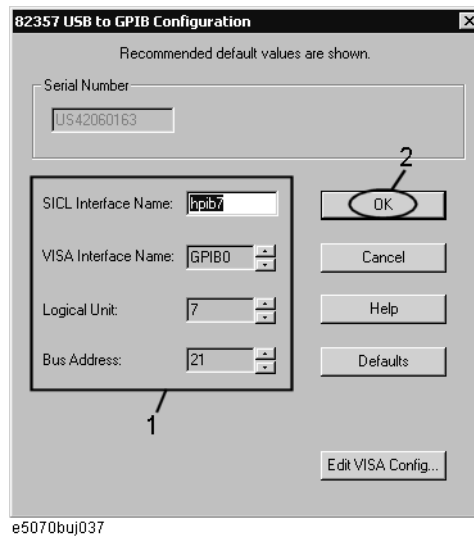 82357 USB to GPIB Configuration
Recommended default values are shown.
Serial Number
US42060163
2
SICL Interface Name: hpib7
OK
VISA Interface Name: GPIB0
Cancel
Logical Unit: 7
Help
Bus Address: 21
Defaults
1
Edit VISA Config...
e5070buj037